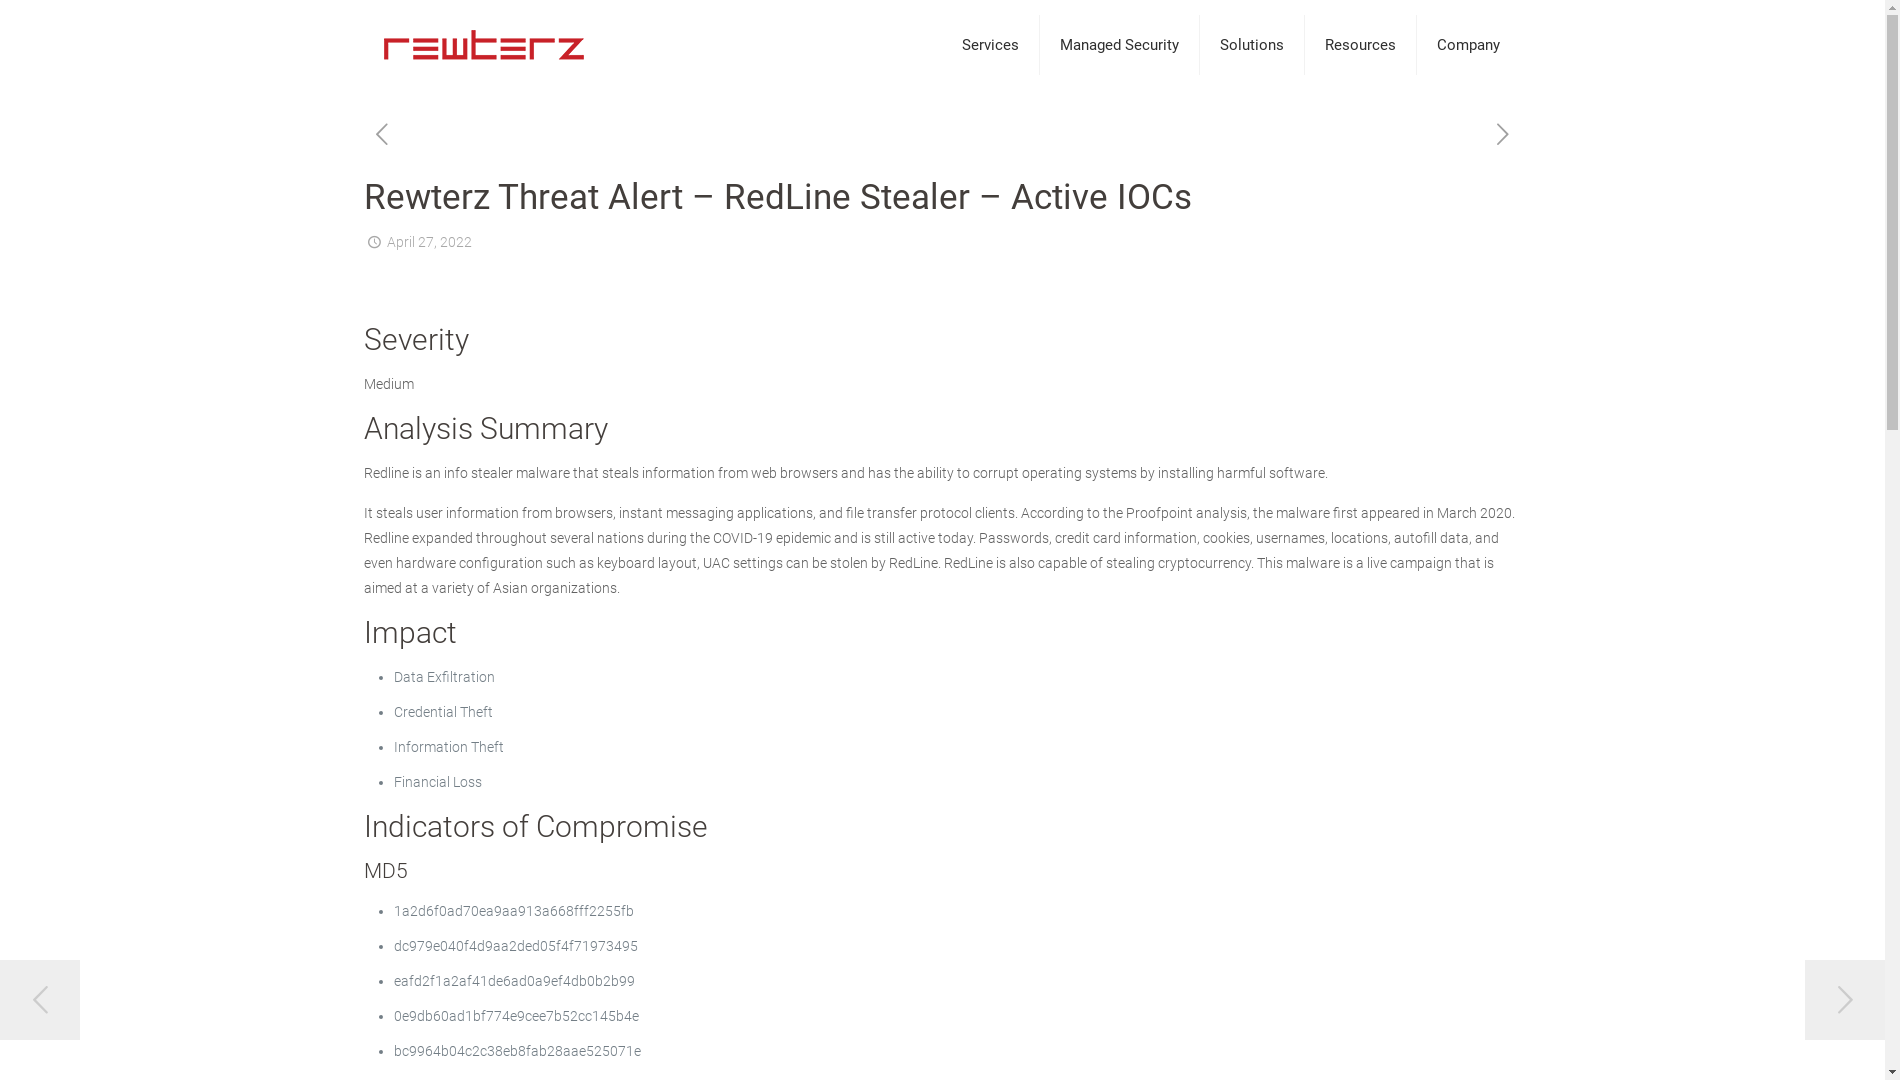 rewterz
Services
Managed Security
Solutions
Resources
Company
Rewterz Threat Alert – RedLine Stealer – Active IOCs
April 27, 2022
Severity
Medium
Analysis Summary
Redline is an info stealer malware that steals information from web browsers and has the ability to corrupt operating systems by installing harmful software.
It steals user information from browsers, instant messaging applications, and file transfer protocol clients. According to the Proofpoint analysis, the malware first appeared in March 2020.
Redline expanded throughout several nations during the COVID-19 epidemic and is still active today. Passwords, credit card information, cookies, usernames, locations, autofill data, and
even hardware configuration such as keyboard layout, UAC settings can be stolen by RedLine. RedLine is also capable of stealing cryptocurrency. This malware is a live campaign that is
aimed at a variety of Asian organizations.
Impact
Data Exfiltration
Credential Theft
Information Theft
Financial Loss
Indicators of Compromise
MD5
1a2d6f0ad70ea9aa913a668fff2255fb
dc979e040f4d9aa2ded05f4f71973495
eafd2f1a2af41de6ad0a9ef4db0b2b99
0e9db60ad1bf774e9cee7b52cc145b4e
bc9964b04c2c38eb8fab28aae525071e